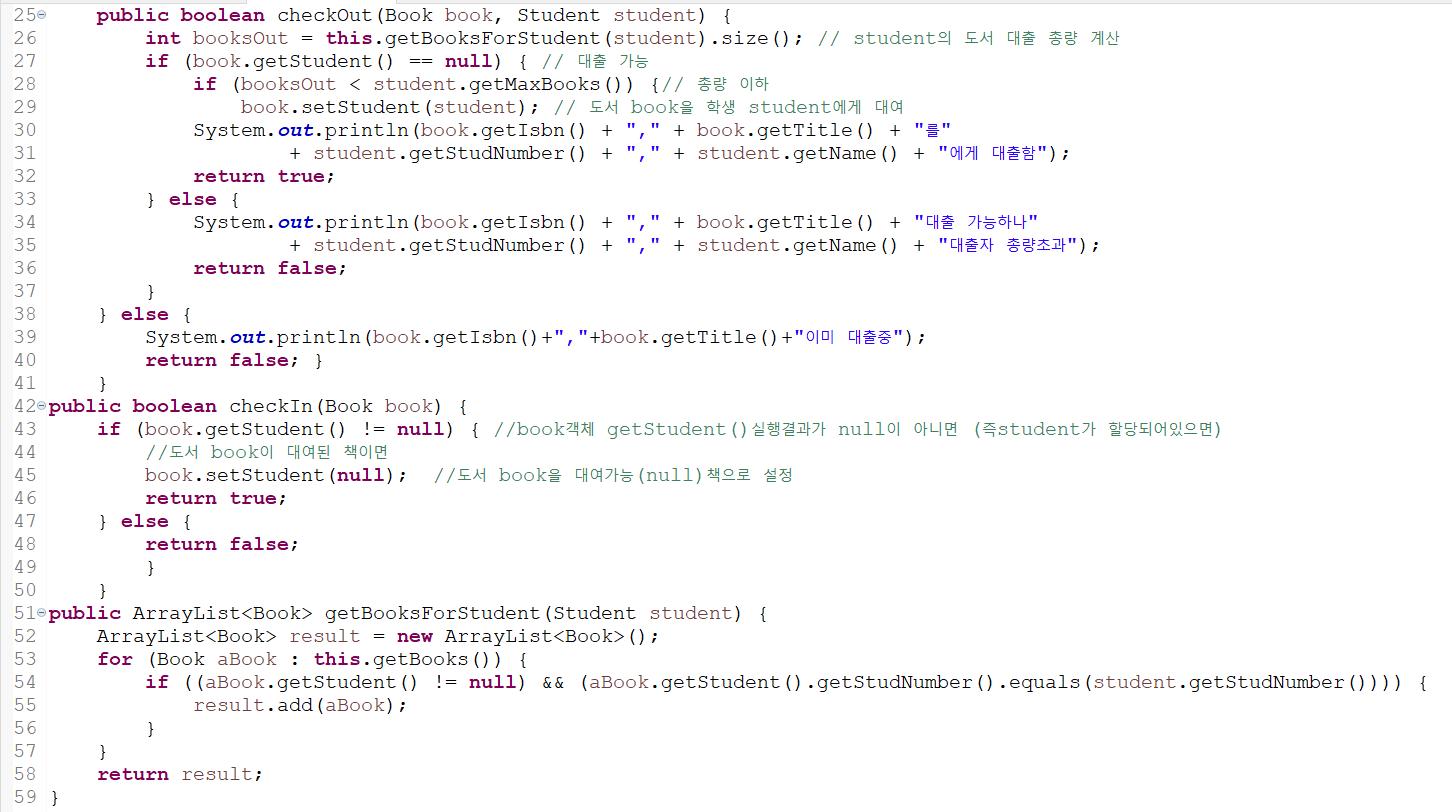 25 public boolean checkOut(Book book, Student student) {
26 int booksOut = this.getBooksForStudent(student).size(); // student의 도서 대출 총량 계산
27 if (book.getStudent() == null) { // 대출 가능
28 if (booksOut < student.getMaxBooks()) {// 총량 이하
29 book.setStudent(student); // 도서 book을 학생 student에게 대여
30 System.out.println(book.getIsbn() + "," + book.getTitle() + "를"
31 + student.getStudNumber() + "," + student.getName() + "에게 대출함");
32 return true;
33 } else {
34 System.out.println(book.getIsbn() + "," + book.getTitle() + "대출 가능하나"
35 + student.getStudNumber() + "," + student.getName() + "대출자 총량초과");
36 return false;
37 }
38 } else {
39 System.out.println(book.getIsbn()+","+book.getTitle()+"이미 대출중");
40 return false; }
41 }
42 public boolean checkIn(Book book) {
43 if (book.getStudent() != null) { //book객체 getStudent()실행결과가 null이 아니면 (즉student가 할당되어있으면)
44 //도서 book이 대여된 책이면
45 book.setStudent(null); //도서 book을 대여가능(null)책으로 설정
46 return true;
47 } else {
48 return false;
49 }
50 }
51 public ArrayList<Book> getBooksForStudent(Student student) {
52 ArrayList<Book> result = new ArrayList<Book>();
53 for (Book aBook : this.getBooks()) {
54 if ((aBook.getStudent() != null) && (aBook.getStudent().getStudNumber().equals(student.getStudNumber()))) {
55 result.add(aBook);
56 }
57 }
58 return result;
59 }